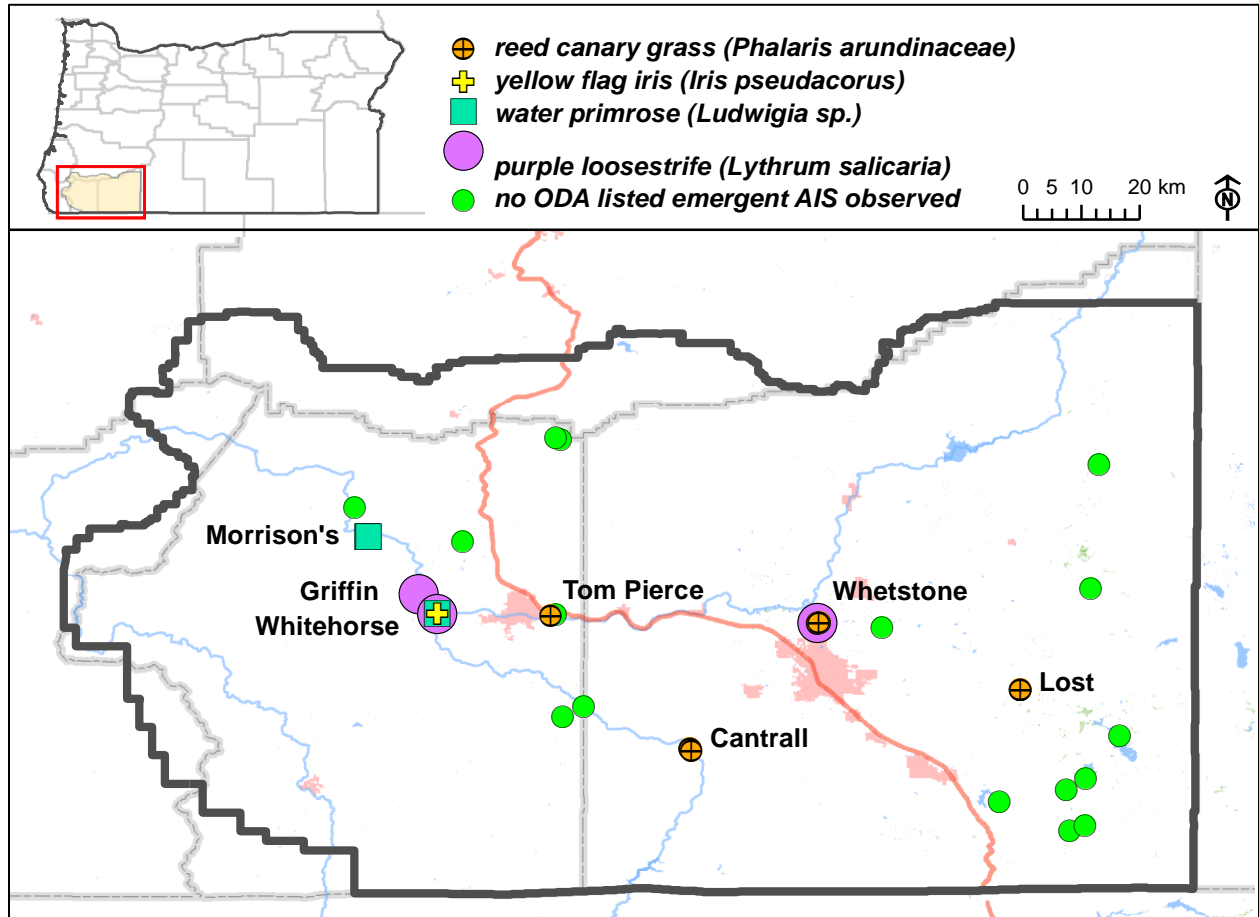 reed canary grass (Phalaris arundinaceae)
yellow flag iris (Iris pseudacorus)
water primrose (Ludwigia sp.)
purple loosestrife (Lythrum salicaria)
no ODA listed emergent AIS observed
0 5 10 20 km
N
Morrison's
Griffin
Whitehorse
Tom Pierce
Whetstone
Lost
Cantrall